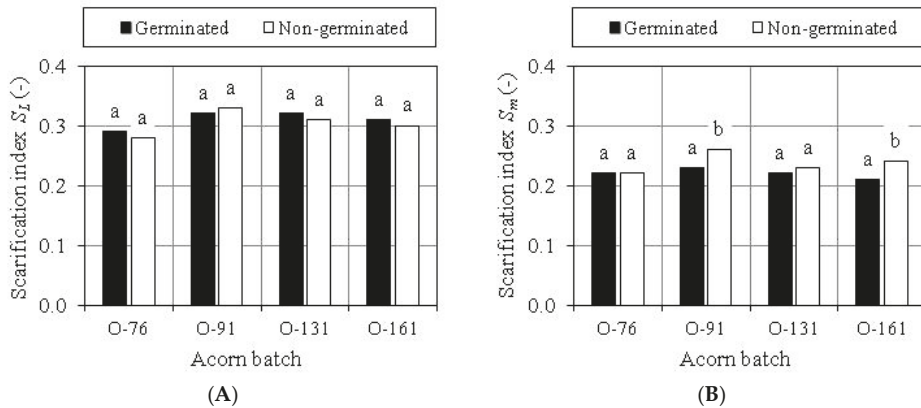 Germinated Non-germinated
Scarification index S_L (-)
0.4
0.3
0.2
0.1
0.0
a a a a a a a a
O-76 O-91 O-131 O-161
Acorn batch
(A)
Germinated Non-germinated
Scarification index S_m (-)
0.4
0.3
0.2
0.1
0.0
a a a b a a a b
O-76 O-91 O-131 O-161
Acorn batch
(B)